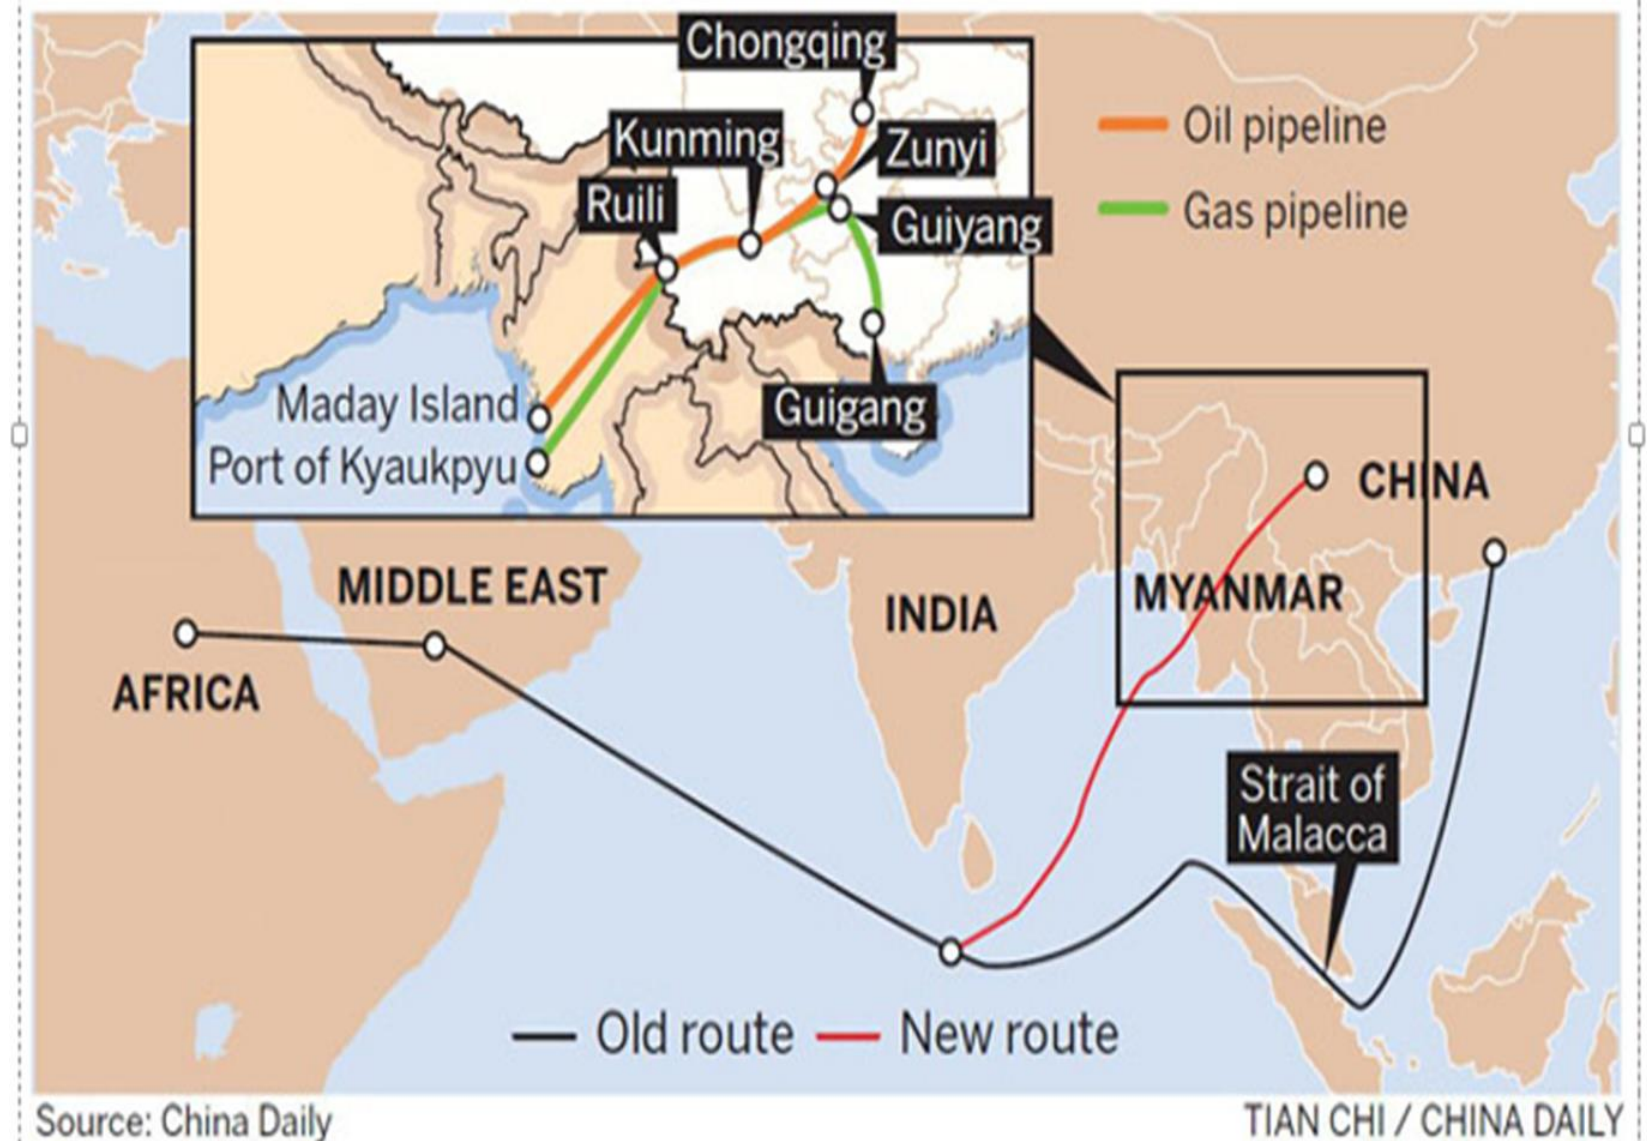 Chongqing
Oil pipeline
Kunming
Zunyi
Ruili
Gas pipeline
Guiyang
Maday Island
Guigang
Port of Kyaukpyu
CHINA
MIDDLE EAST
MYANMAR
INDIA
AFRICA
Strait of
Malacca
Old route
New route
Source: China Daily
TIAN CHI / CHINA DAILY